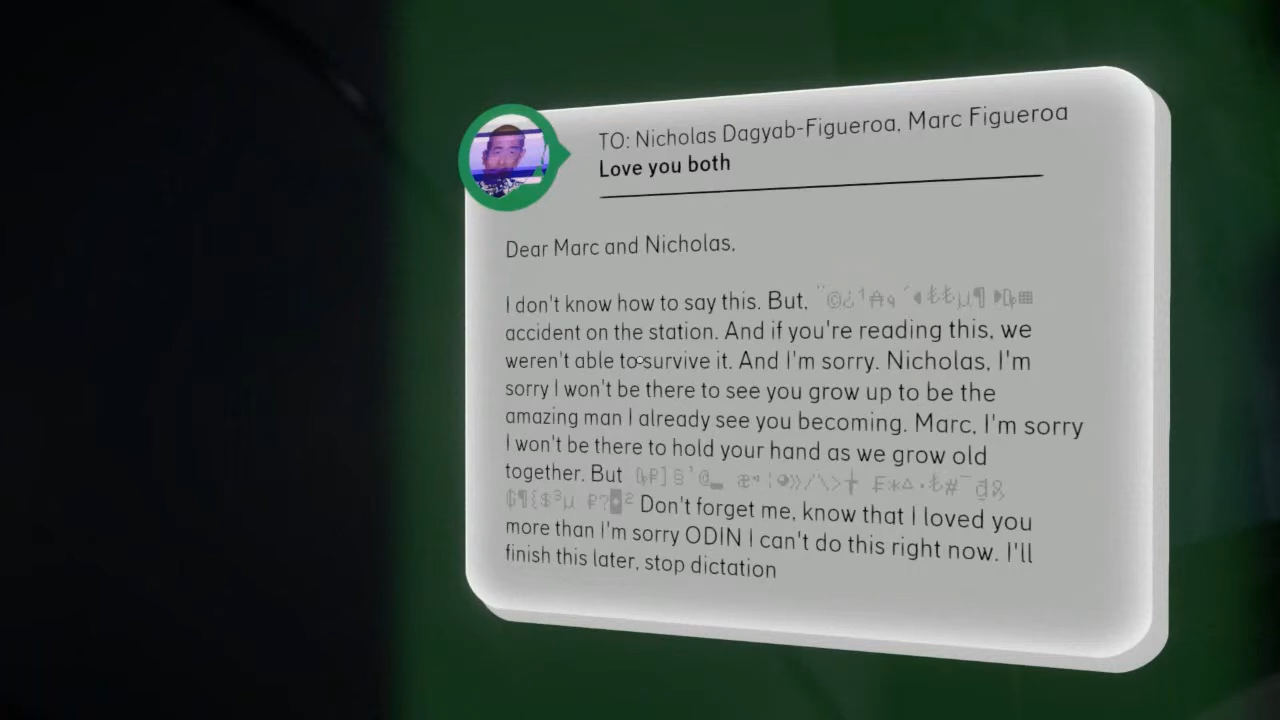 TO: Nicholas Dagyab-Figueroa, Marc Figueroa
Love you both
Dear Marc and Nicholas,
I don't know how to say this. But,
accident on the station. And if you're reading this, we
weren't able to survive it. And I'm sorry. Nicholas, I'm
sorry I won't be there to see you grow up to be the
amazing man I already see you becoming. Marc, I'm sorry
I won't be there to hold your hand as we grow old
together. But
Don't forget me, know that I loved you
more than I'm sorry ODIN I can't do this right now. I'll
finish this later, stop dictation